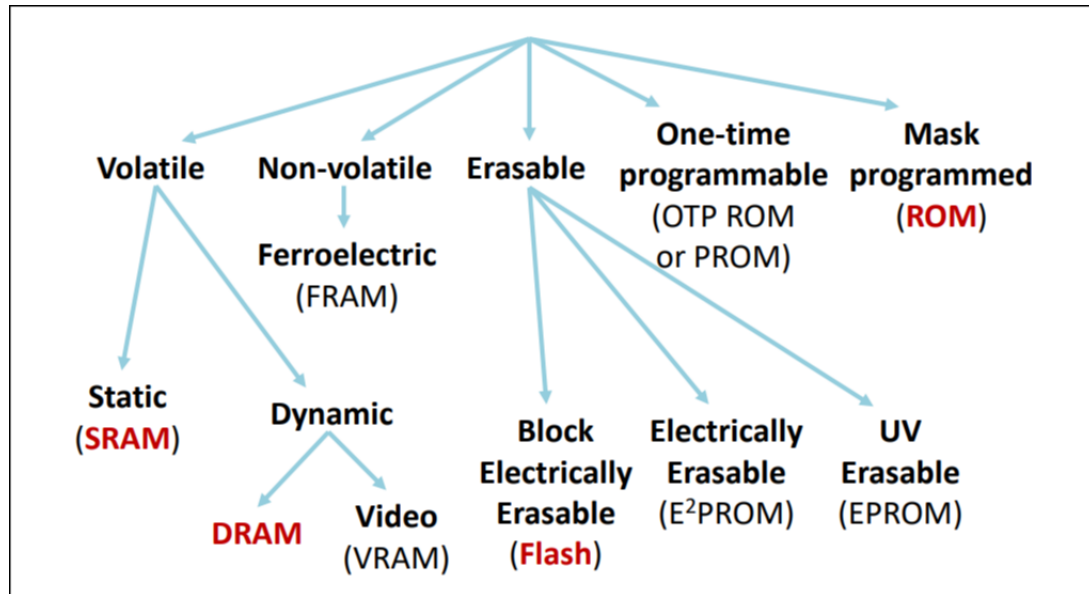 Volatile
Non-volatile
Erasable
One-time
programmable
(OTP ROM
or PROM)
Mask
programmed
(ROM)
Ferroelectric
(FRAM)
Static
(SRAM)
Dynamic
DRAM
Video
(VRAM)
Block
Electrically
Erasable
(Flash)
Electrically
Erasable
(E²PROM)
UV
Erasable
(EPROM)